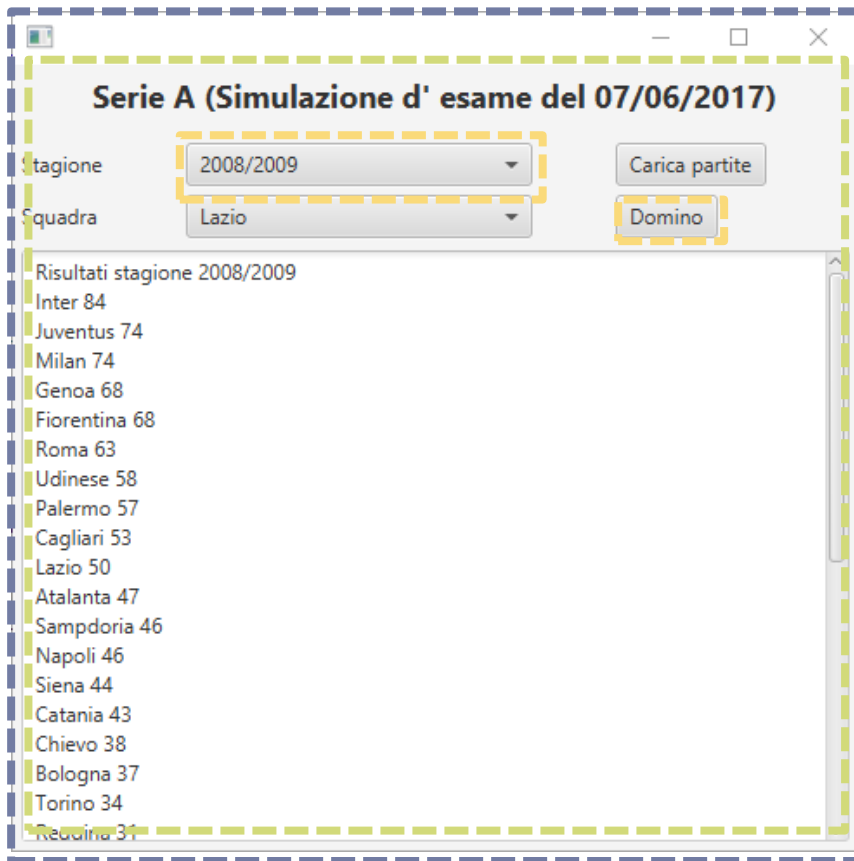 Serie A (Simulazione d' esame del 07/06/2017)
Stagione 2008/2009 Carica partite
Squadra Lazio Domino
Risultati stagione 2008/2009
Inter 84
Juventus 74
Milan 74
Genoa 68
Fiorentina 68
Roma 63
Udinese 58
Palermo 57
Cagliari 53
Lazio 50
Atalanta 47
Sampdoria 46
Napoli 46
Siena 44
Catania 43
Chievo 38
Bologna 37
Torino 34
Reggina 31